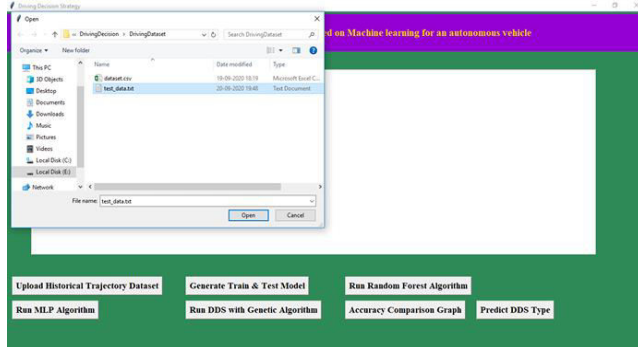 Driving Decision Strategy
Open
ed on Machine learning for an autonomous vehicle
« DrivingDecision › DrivingDataset
Search DrivingDataset
Organize
New folder
Name
Date modified
Type
This PC
3D Objects
Desktop
Documents
Downloads
Music
Pictures
Videos
Local Disk (C:)
Local Disk (E:)
Network
dataset.csv 19-09-2020 18:19 Microsoft Excel C...
test_data.txt 20-09-2020 19:48 Text Document
File name: test_data.txt
Open Cancel
Upload Historical Trajectory Dataset Generate Train & Test Model Run Random Forest Algorithm
Run MLP Algorithm Run DDS with Genetic Algorithm Accuracy Comparison Graph Predict DDS Type